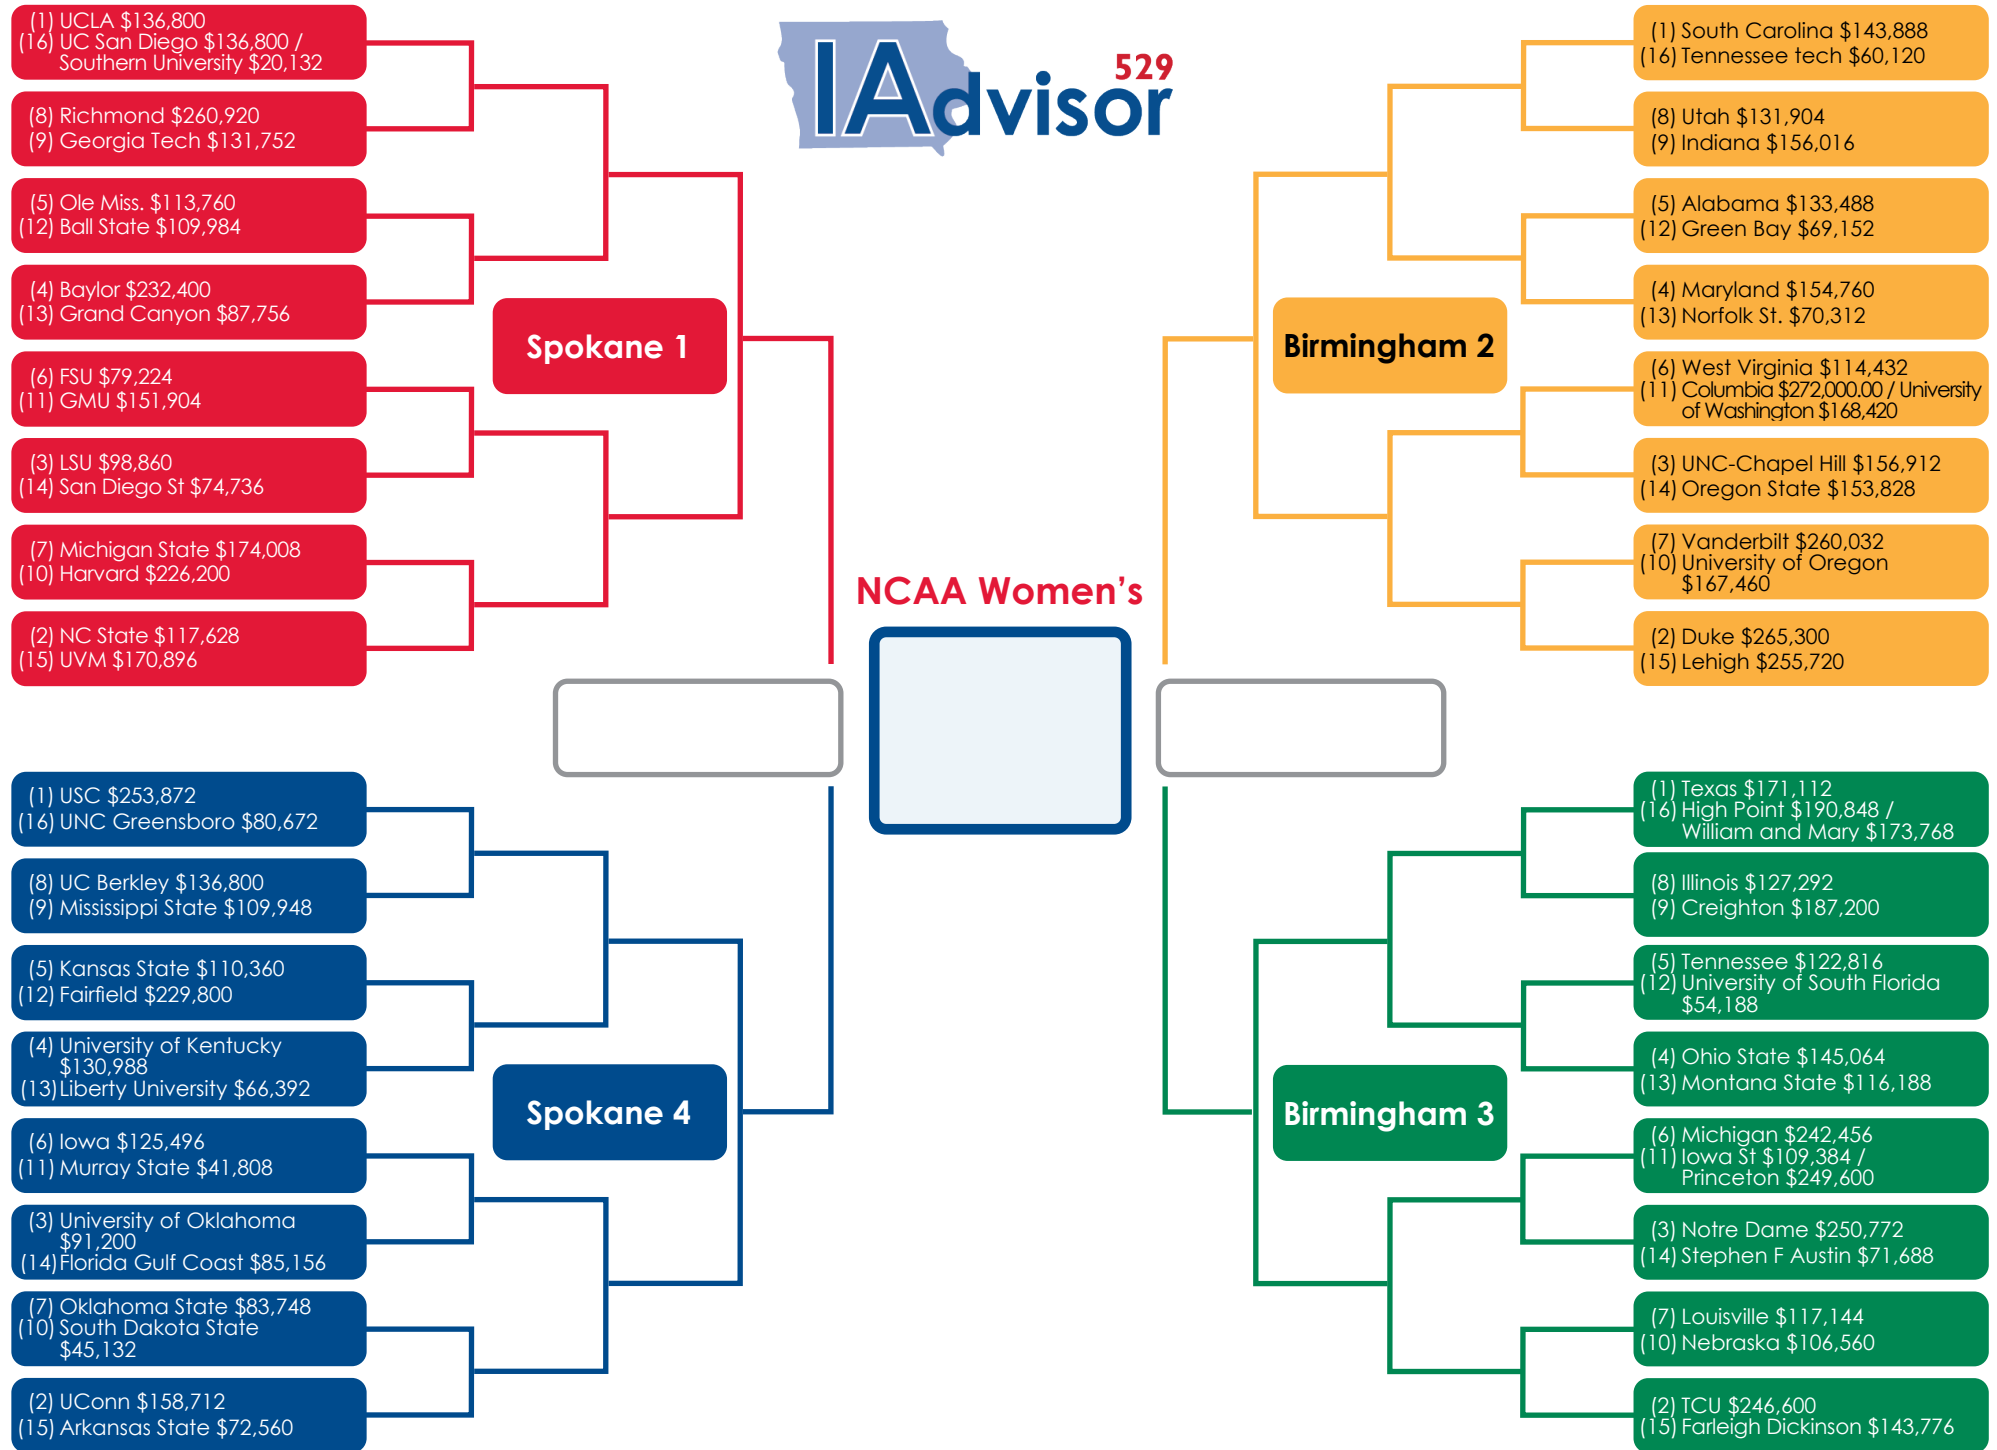 (1) UCLA $136,800
(16) UC San Diego $136,800 /
Southern University $20,132
(8) Richmond $260,920
(9) Georgia Tech $131,752
(5) Ole Miss. $113,760
(12) Ball State $109,984
(4) Baylor $232,400
(13) Grand Canyon $87,756
(6) FSU $79,224
(11) GMU $151,904
(3) LSU $98,860
(14) San Diego St $74,736
(7) Michigan State $174,008
(10) Harvard $226,200
(2) NC State $117,628
(15) UVM $170,896
Spokane 1
529
IAdvisor
(1) South Carolina $143,888
(16) Tennessee tech $60,120
(8) Utah $131,904
(9) Indiana $156,016
(5) Alabama $133,488
(12) Green Bay $69,152
(4) Maryland $154,760
(13) Norfolk St. $70,312
(6) West Virginia $114,432
(11) Columbia $272,000.00 / University
of Washington $168,420
(3) UNC-Chapel Hill $156,912
(14) Oregon State $153,828
(7) Vanderbilt $260,032
(10) University of Oregon
$167,460
(2) Duke $265,300
(15) Lehigh $255,720
Birmingham 2
NCAA Women's
(1) USC $253,872
(16) UNC Greensboro $80,672
(8) UC Berkley $136,800
(9) Mississippi State $109,948
(5) Kansas State $110,360
(12) Fairfield $229,800
(4) University of Kentucky
$130,988
(13) Liberty University $66,392
(6) Iowa $125,496
(11) Murray State $41,808
(3) University of Oklahoma
$91,200
(14) Florida Gulf Coast $85,156
(7) Oklahoma State $83,748
(10) South Dakota State
$45,132
(2) UConn $158,712
(15) Arkansas State $72,560
Spokane 4
(1) Texas $171,112
(16) High Point $190,848 /
William and Mary $173,768
(8) Illinois $127,292
(9) Creighton $187,200
(5) Tennessee $122,816
(12) University of South Florida
$54,188
(4) Ohio State $145,064
(13) Montana State $116,188
(6) Michigan $242,456
(11) Iowa St $109,384 /
Princeton $249,600
(3) Notre Dame $250,772
(14) Stephen F Austin $71,688
(7) Louisville $117,144
(10) Nebraska $106,560
(2) TCU $246,600
(15) Farleigh Dickinson $143,776
Birmingham 3